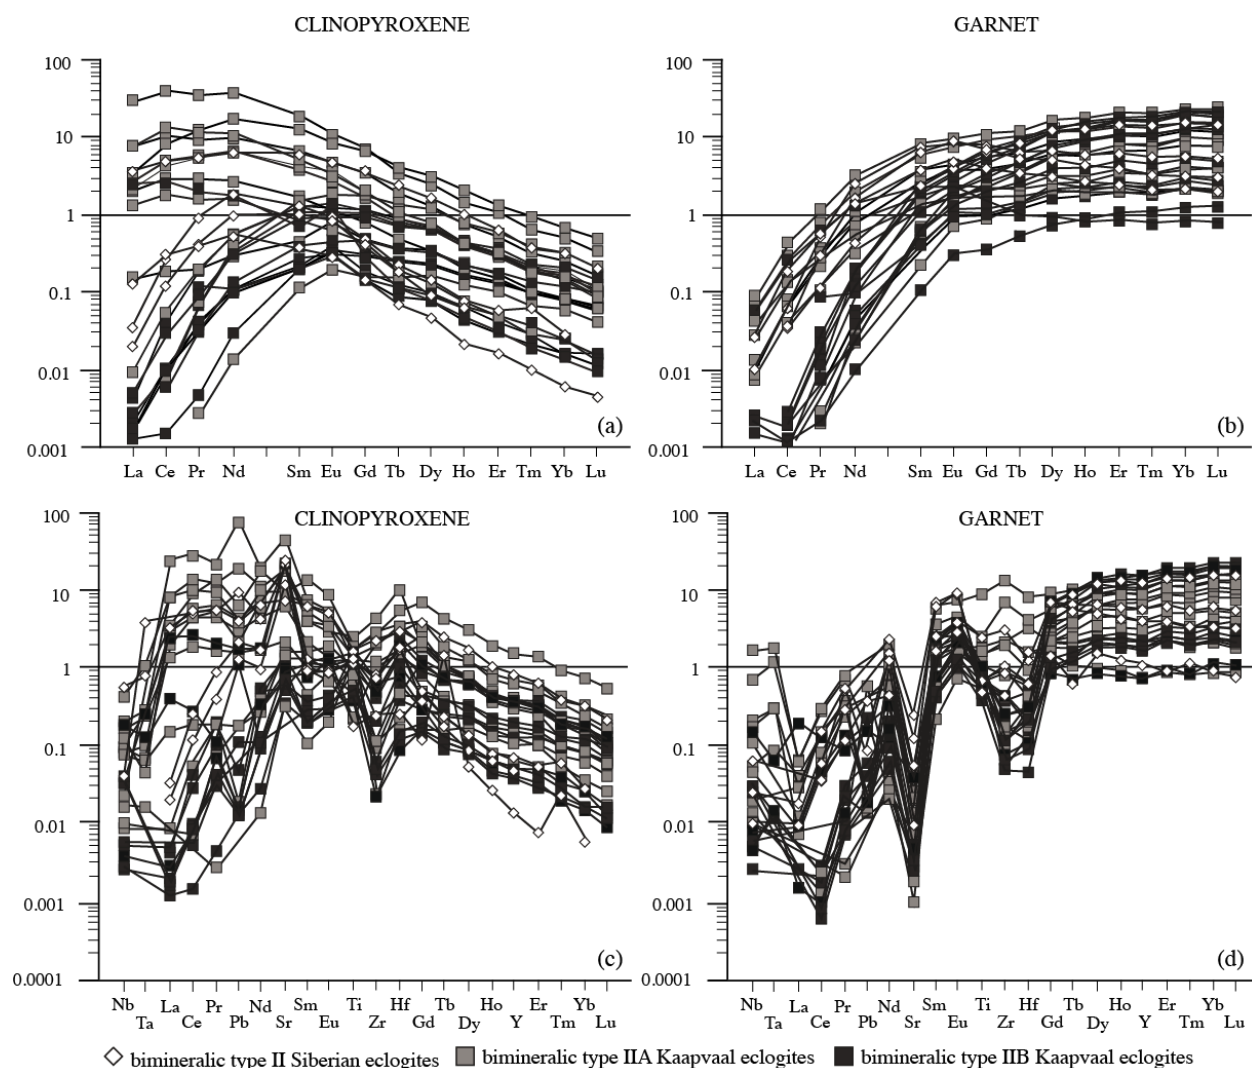 CLINOPYROXENE
100
10
1
0.1
0.01
0.001
(a)
La Ce Pr Nd Sm Eu Gd Tb Dy Ho Er Tm Yb Lu
GARNET
100
10
1
0.1
0.01
0.001
(b)
La Ce Pr Nd Sm Eu Gd Tb Dy Ho Er Tm Yb Lu
CLINOPYROXENE
100
10
1
0.1
0.01
0.001
0.0001
(c)
Nb La Pr Nd Sm Ti Hf Tb Ho Er Yb
Ta Ce Pb Sr Eu Zr Gd Dy Y Tm Lu
GARNET
100
10
1
0.1
0.01
0.001
0.0001
(d)
Nb La Pr Nd Sm Ti Hf Tb Ho Er Yb
Ta Ce Pb Sr Eu Zr Gd Dy Y Tm Lu
bimineralic type II Siberian eclogites bimineralic type IIA Kaapvaal eclogites bimineralic type IIB Kaapvaal eclogites